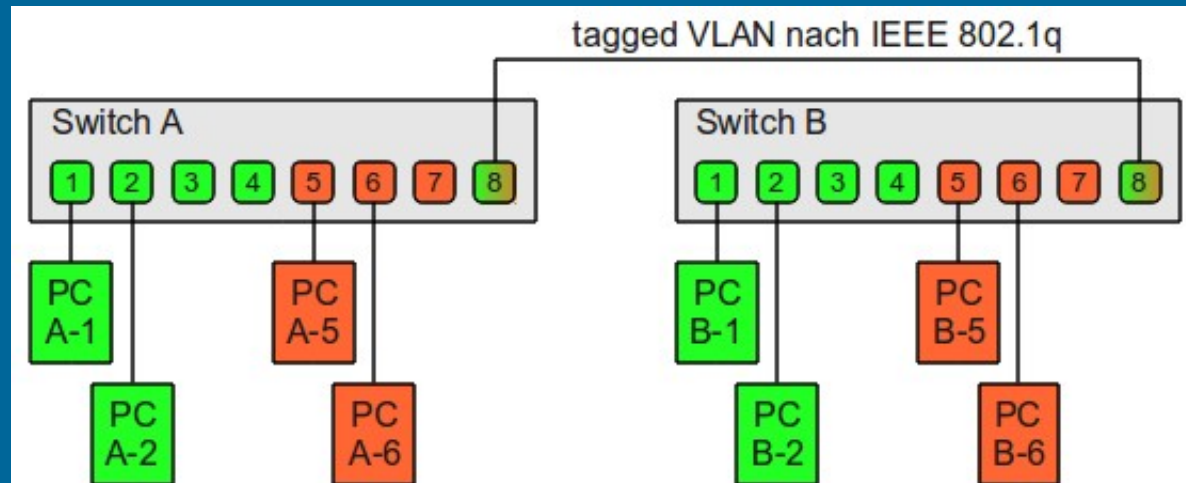 tagged VLAN nach IEEE 802.1q
Switch A
1 2 3 4 5 6 7 8
PC
A-1
PC
A-2
PC
A-5
PC
A-6
Switch B
1 2 3 4 5 6 7 8
PC
B-1
PC
B-2
PC
B-5
PC
B-6